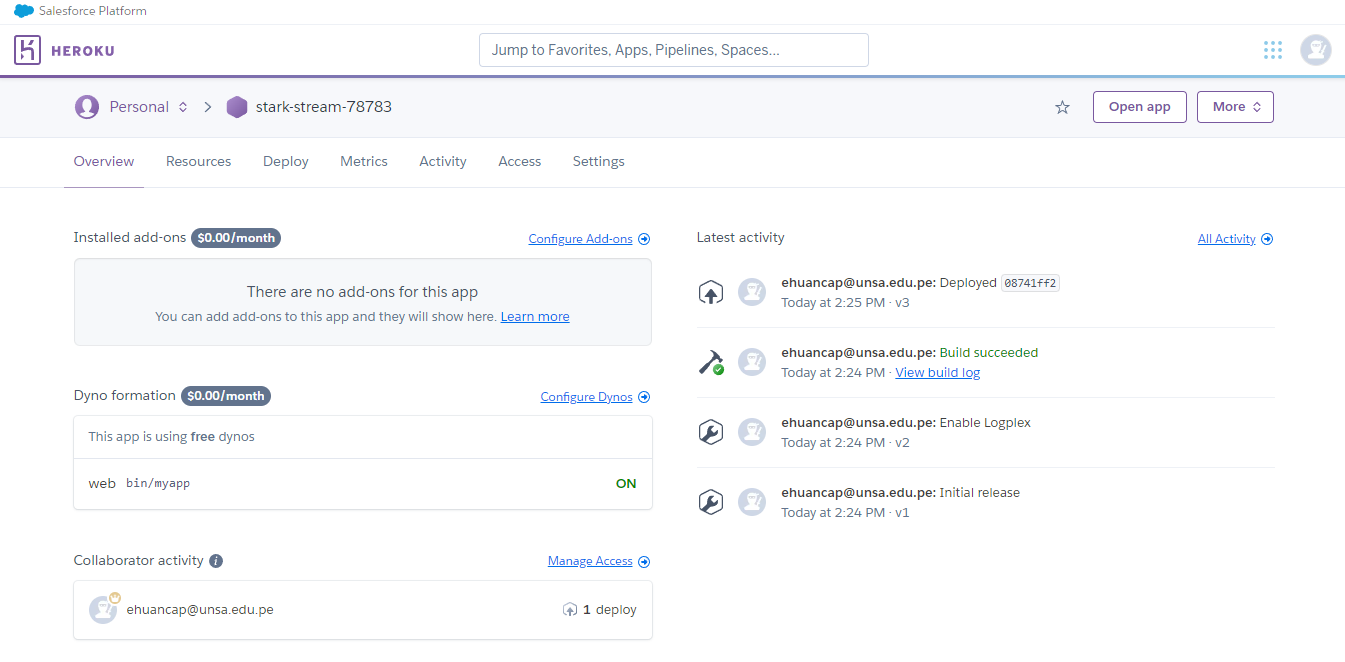 Salesforce Platform
HEROKU
Jump to Favorites, Apps, Pipelines, Spaces...
Personal
stark-stream-78783
Open app
More
Overview
Resources
Deploy
Metrics
Activity
Access
Settings
Installed add-ons $0.00/month
Configure Add-ons
There are no add-ons for this app
You can add add-ons to this app and they will show here. Learn more
Dyno formation $0.00/month
Configure Dynos
This app is using free dynos
web bin/myapp
ON
Collaborator activity i
Manage Access
ehuancap@unsa.edu.pe
1 deploy
Latest activity
All Activity
ehuancap@unsa.edu.pe: Deployed 08741ff2
Today at 2:25 PM · v3
ehuancap@unsa.edu.pe: Build succeeded
Today at 2:24 PM · View build log
ehuancap@unsa.edu.pe: Enable Logplex
Today at 2:24 PM · v2
ehuancap@unsa.edu.pe: Initial release
Today at 2:24 PM · v1